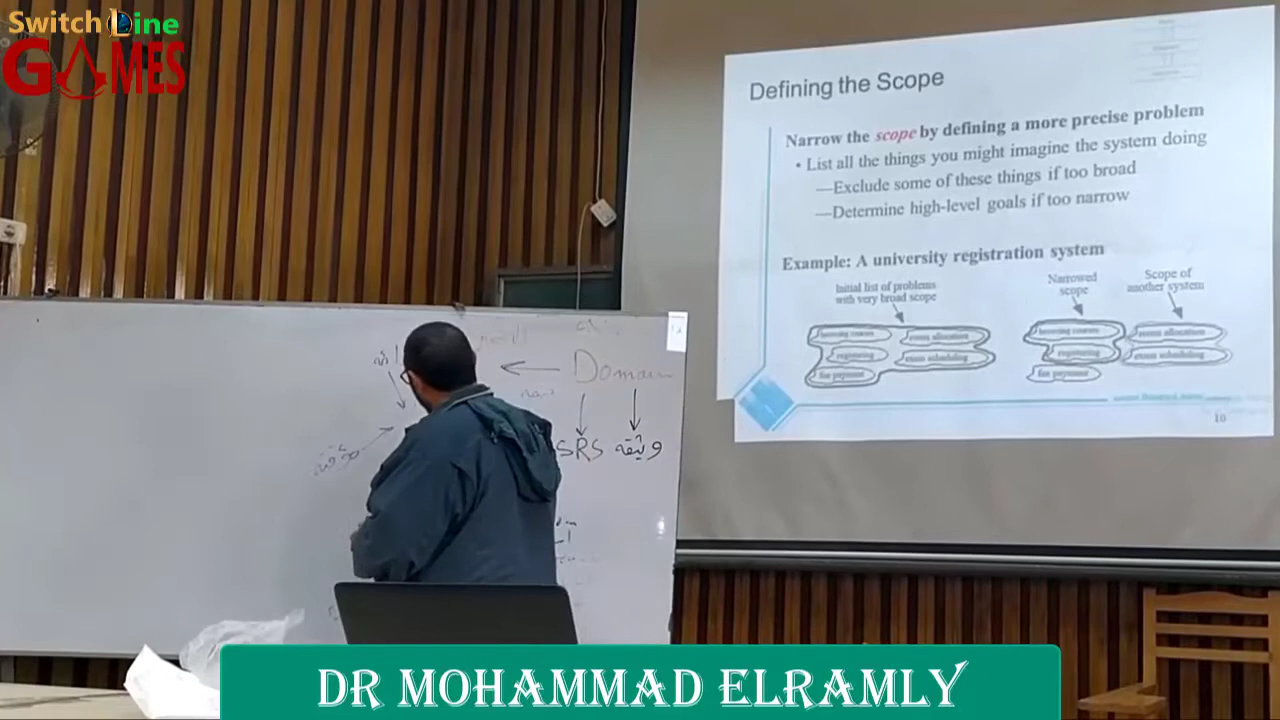 Switch Line
GAMES
Defining the Scope
Narrow the scope by defining a more precise problem
• List all the things you might imagine the system doing
—Exclude some of these things if too broad
—Determine high-level goals if too narrow
Example: A university registration system
Initial list of problems
with very broad scope
Narrowed
scope
Scope of
another system
browsing courses
room allocation
registering
exam scheduling
fee payment
browsing courses
room allocation
registering
exam scheduling
fee payment
10
Domain
SRS وثيقة
DR MOHAMMAD ELRAMLY